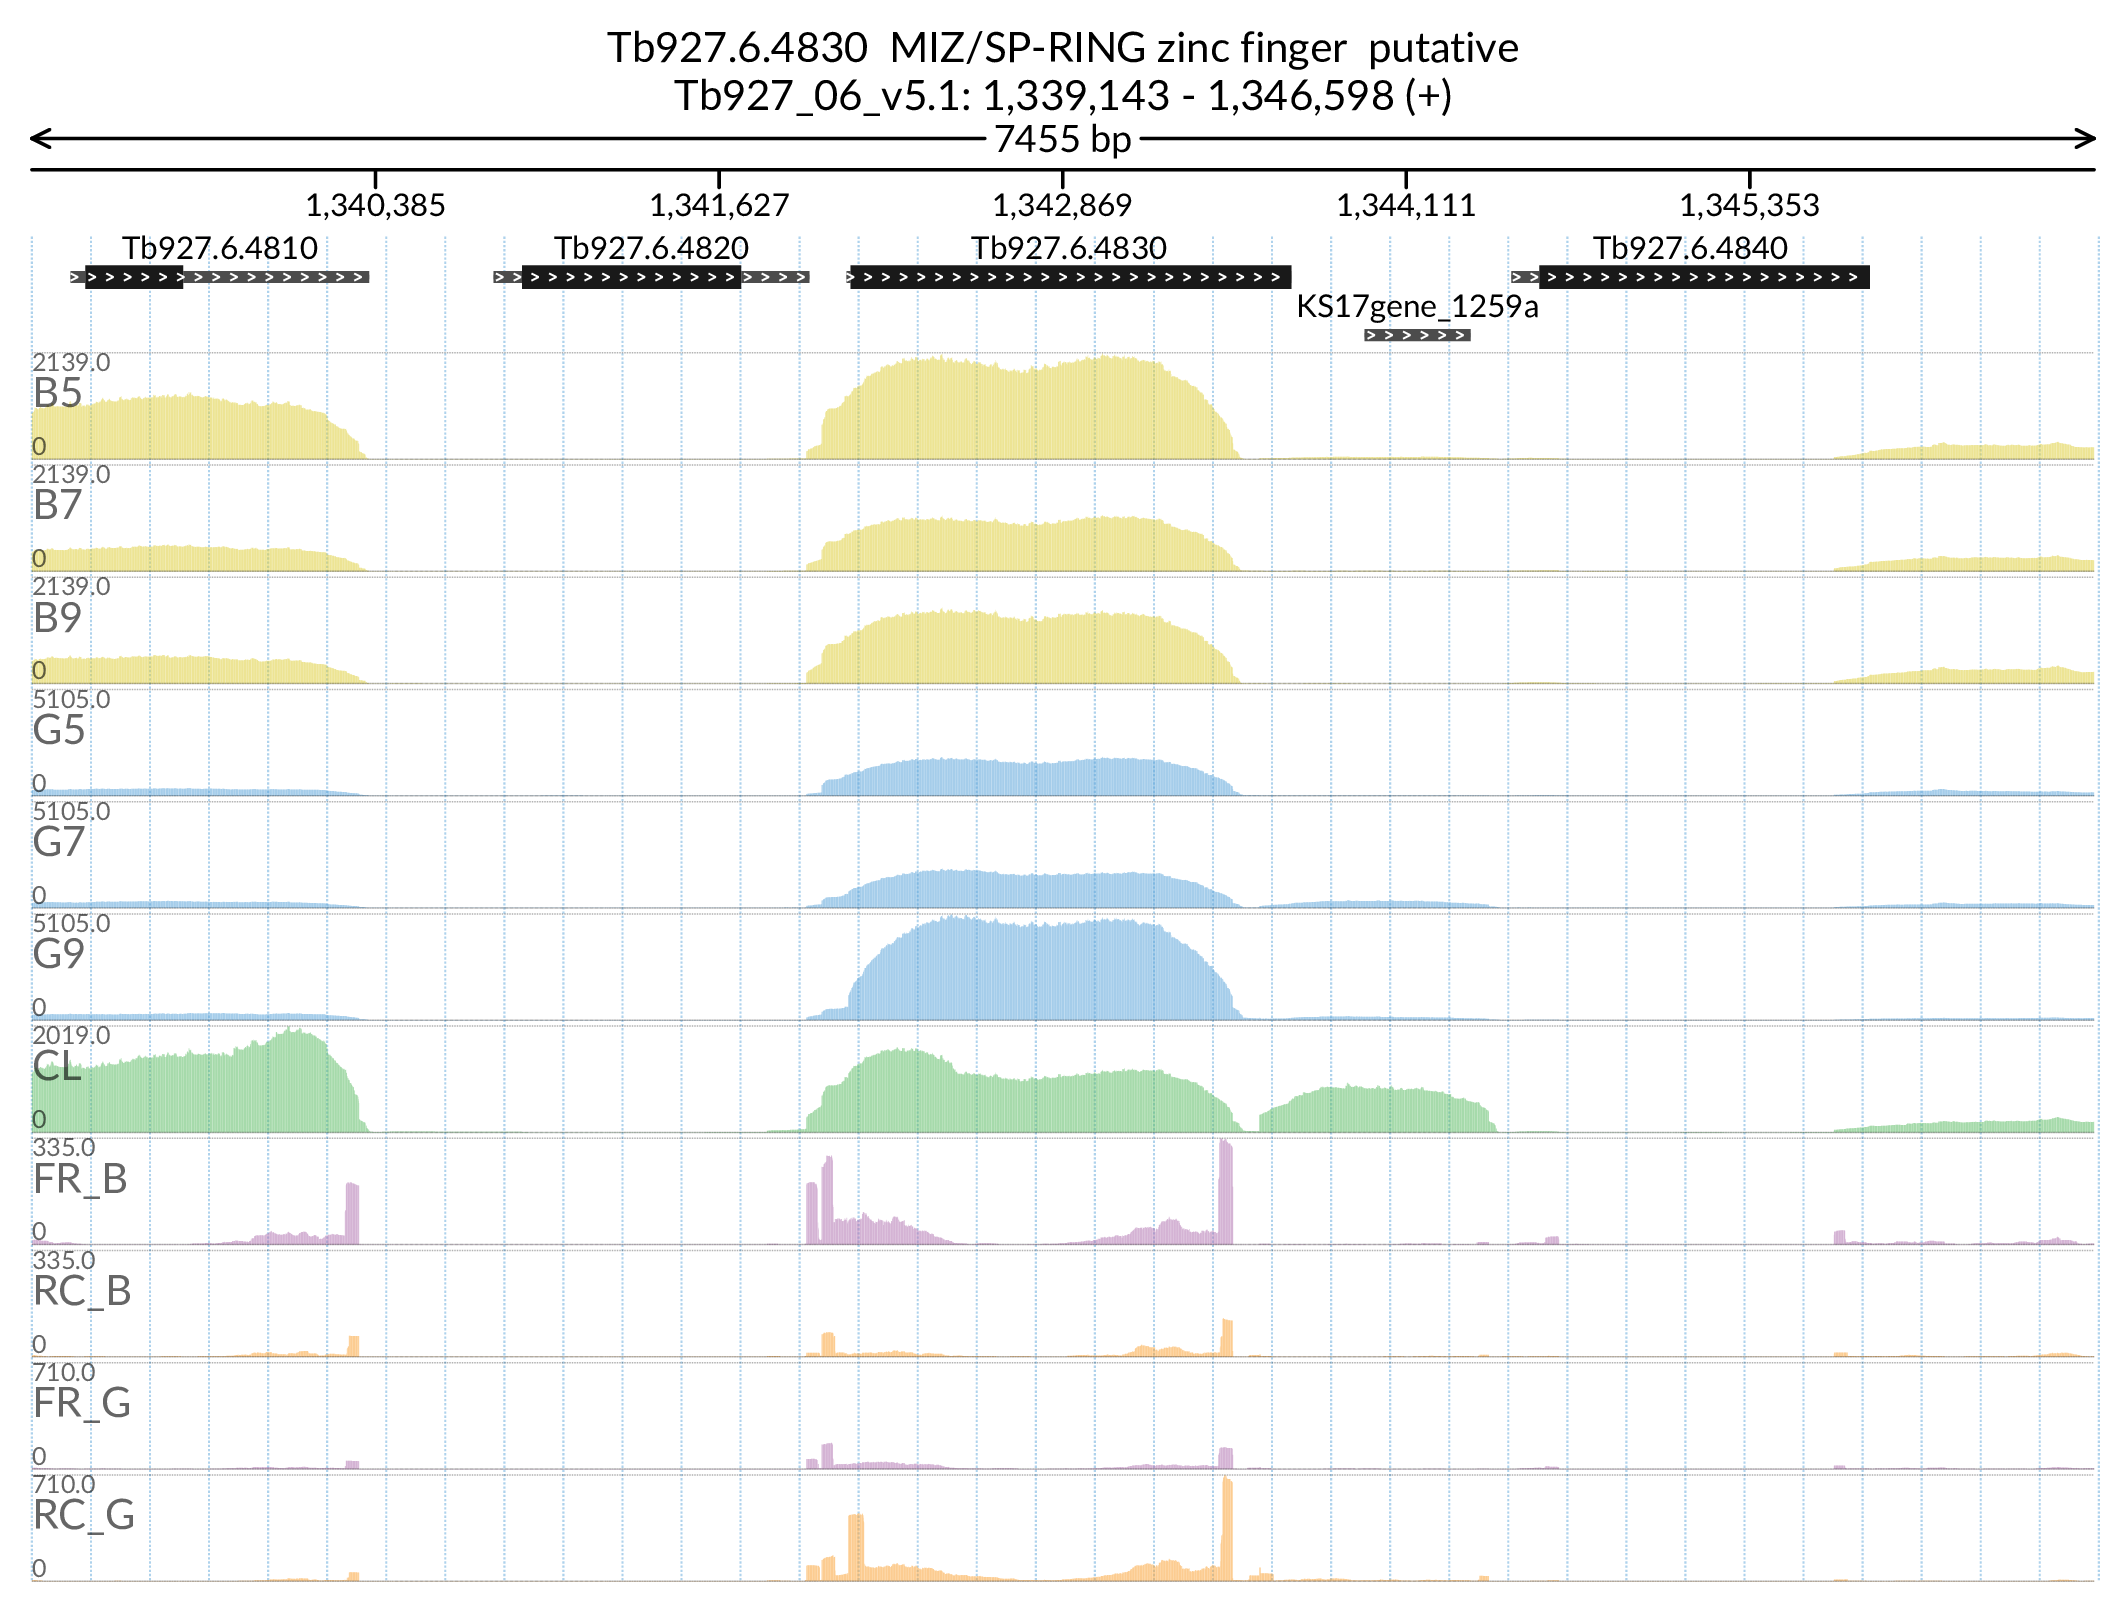 Tb927.6.4830  MIZ/SP-RING zinc finger  putative
Tb927_06_v5.1: 1,339,143 - 1,346,598 (+)
7455 bp
1,340,385 1,341,627 1,342,869 1,344,111 1,345,353
Tb927.6.4810 Tb927.6.4820 Tb927.6.4830 Tb927.6.4840
KS17gene_1259a
2139.0
B5
0
2139.0
B7
0
2139.0
B9
0
5105.0
G5
0
5105.0
G7
0
5105.0
G9
0
2019.0
CL
0
335.0
FR_B
0
335.0
RC_B
0
710.0
FR_G
0
710.0
RC_G
0